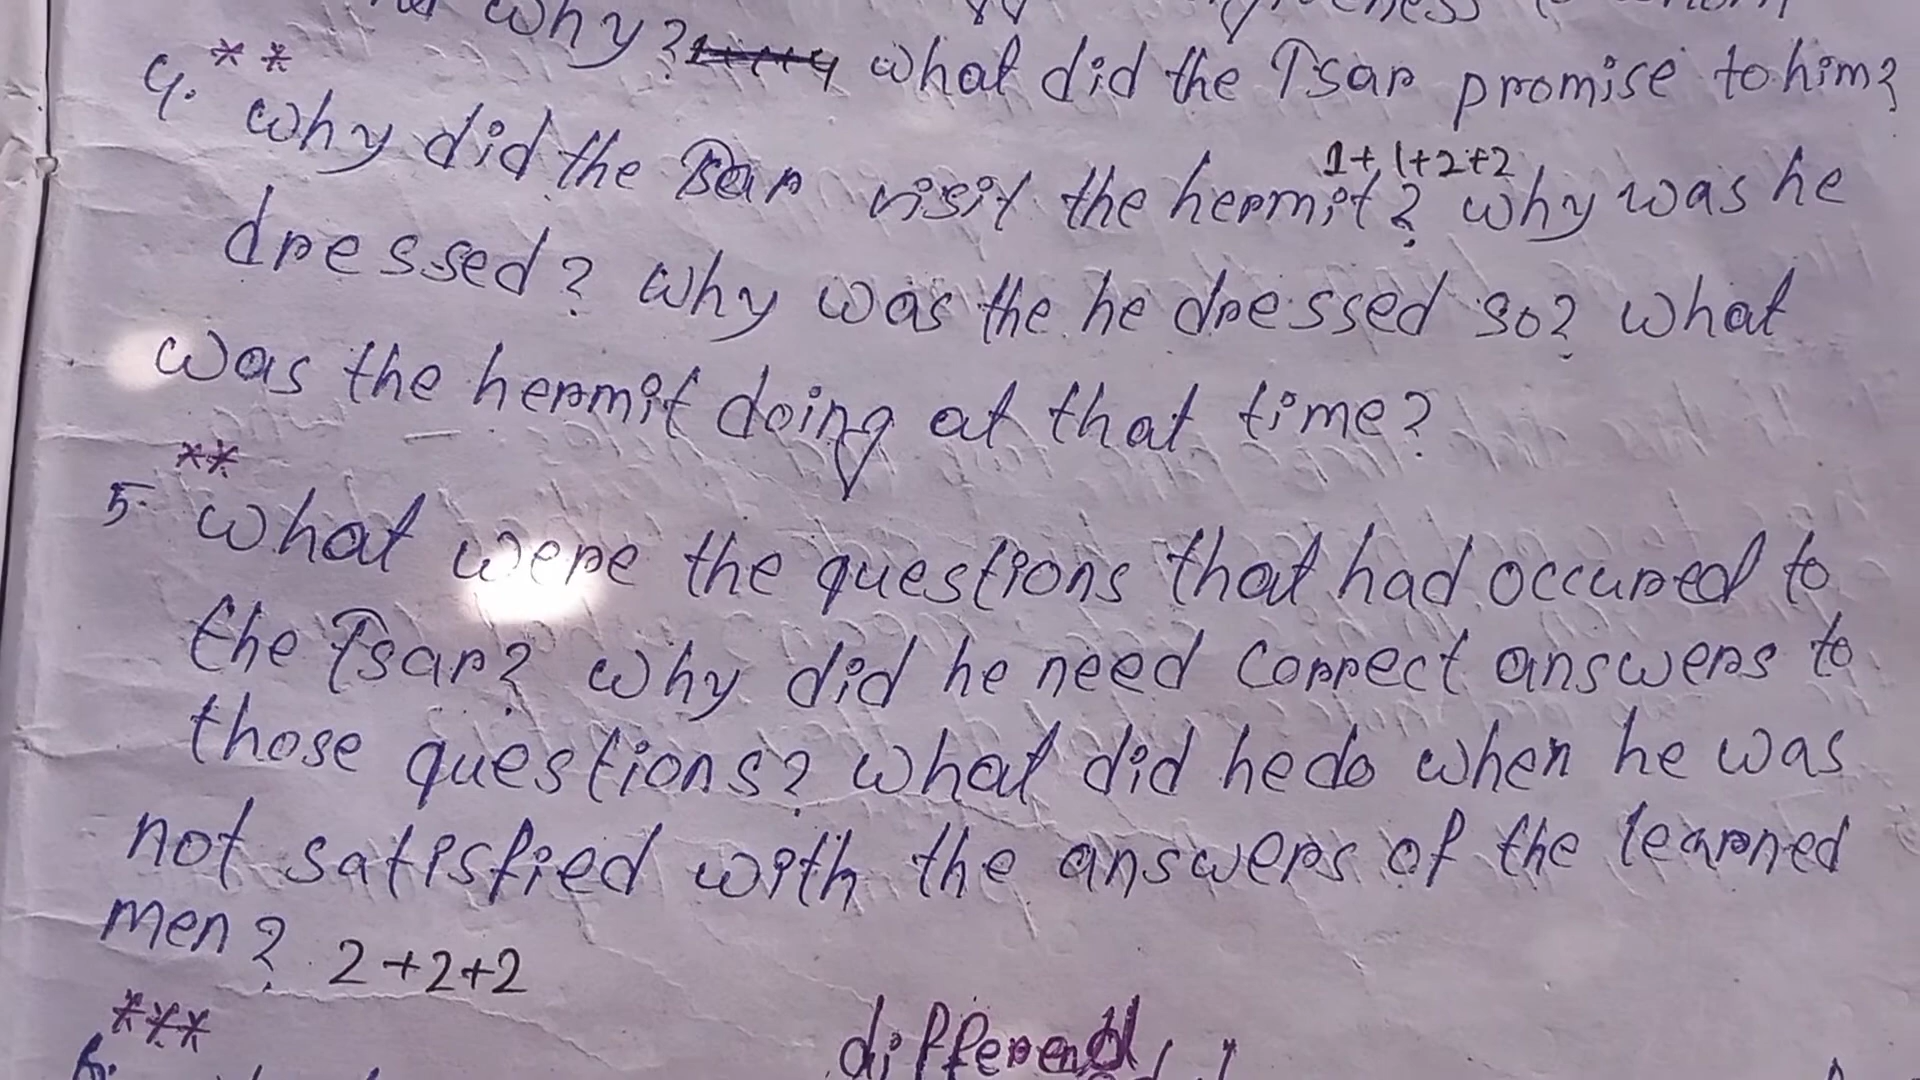 why? what did the Tsar promise to him?
4. ** why did the Tsar visit the hermit? why was he
1+1+2+2
dressed? why was the he dressed so? what
was the hermit doing at that time?
**
5. what were the questions that had occured to
the Tsar? why did he need correct answers to
those questions? what did he do when he was
not satisfied with the answers of the learned
men? 2+2+2
***
6.
different